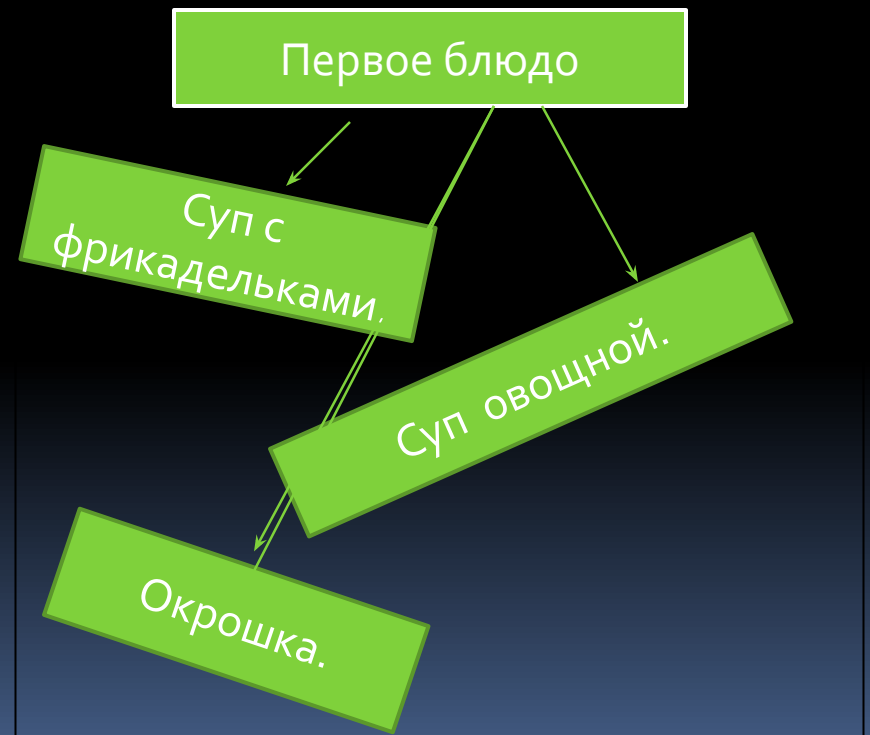 Первое блюдо
Суп с
фрикадельками.
Суп овощной.
Окрошка.